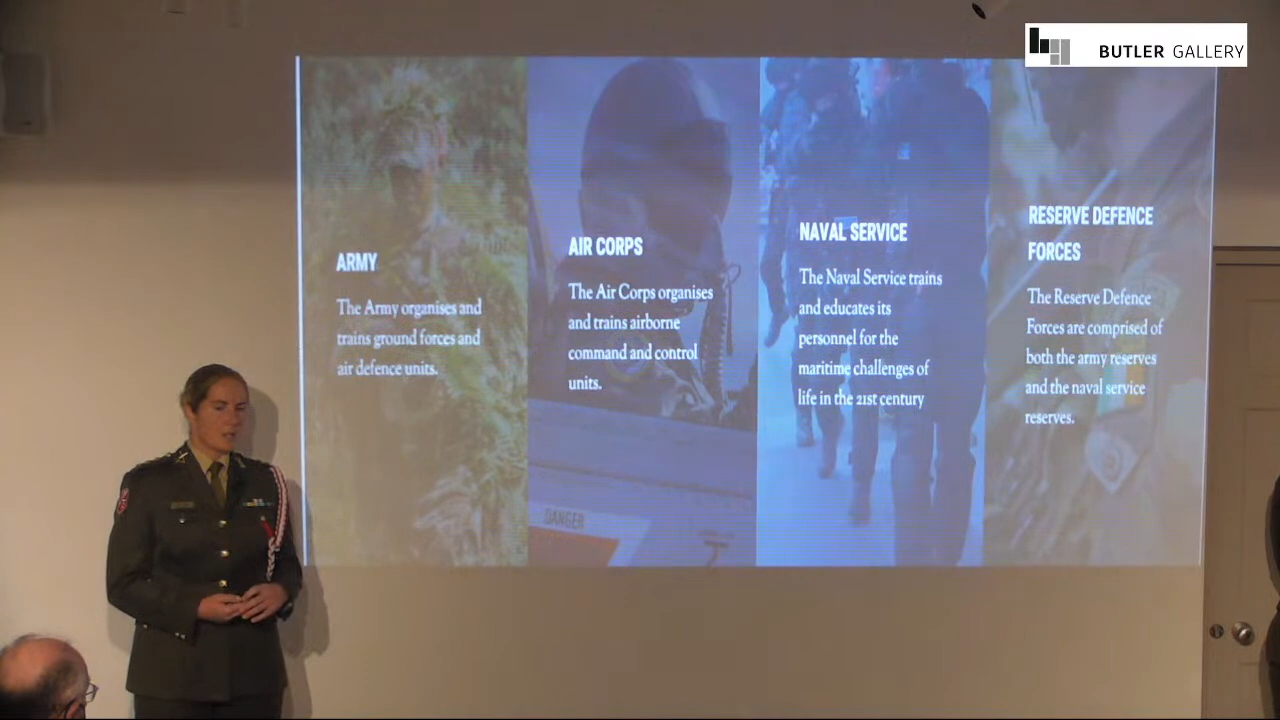 BUTLER GALLERY
ARMY
The Army organises and
trains ground forces and
air defence units.
AIR CORPS
The Air Corps organises
and trains airborne
command and control
units.
DANGER
NAVAL SERVICE
The Naval Service trains
and educates its
personnel for the
maritime challenges of
life in the 21st century
RESERVE DEFENCE
FORCES
The Reserve Defence
Forces are comprised of
both the army reserves
and the naval service
reserves.